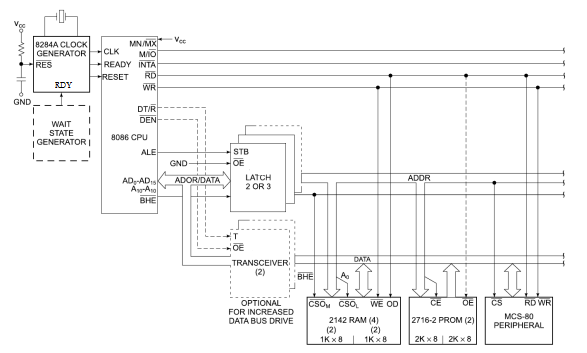 VCC
8284A CLOCK
GENERATOR
RES
RDY
GND
WAIT
STATE
GENERATOR
CLK
READY
RESET
MN/MX
VCC
M/IO
INTA
RD
WR
DT/R
DEN
8086 CPU
ALE
AD0-AD15
A10-A10
BHE
GND
STB
OE
LATCH
2 OR 3
ADOR/DATA
ADDR
T
OE
TRANSCEIVER
(2)
BHE
OPTIONAL
FOR INCREASED
DATA BUS DRIVE
DATA
A0
CSOM CSOL WE OD
2142 RAM (4)
(2) (2)
1K × 8 1K × 8
CE OE
2716-2 PROM (2)
2K × 8 2K × 8
CS RD WR
MCS-80
PERIPHERAL